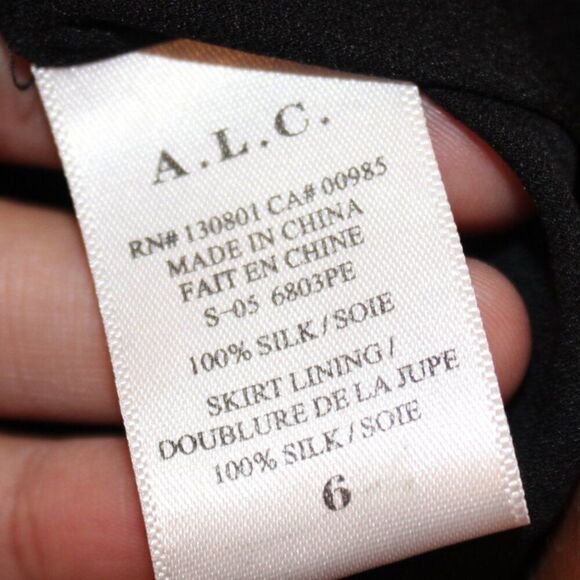 A.L.C.
RN# 130801 CA# 00985
MADE IN CHINA
FAIT EN CHINE
S-05 6803PE
100% SILK/SOIE
SKIRT LINING/
DOUBLURE DE LA JUPE
100% SILK/SOIE
6